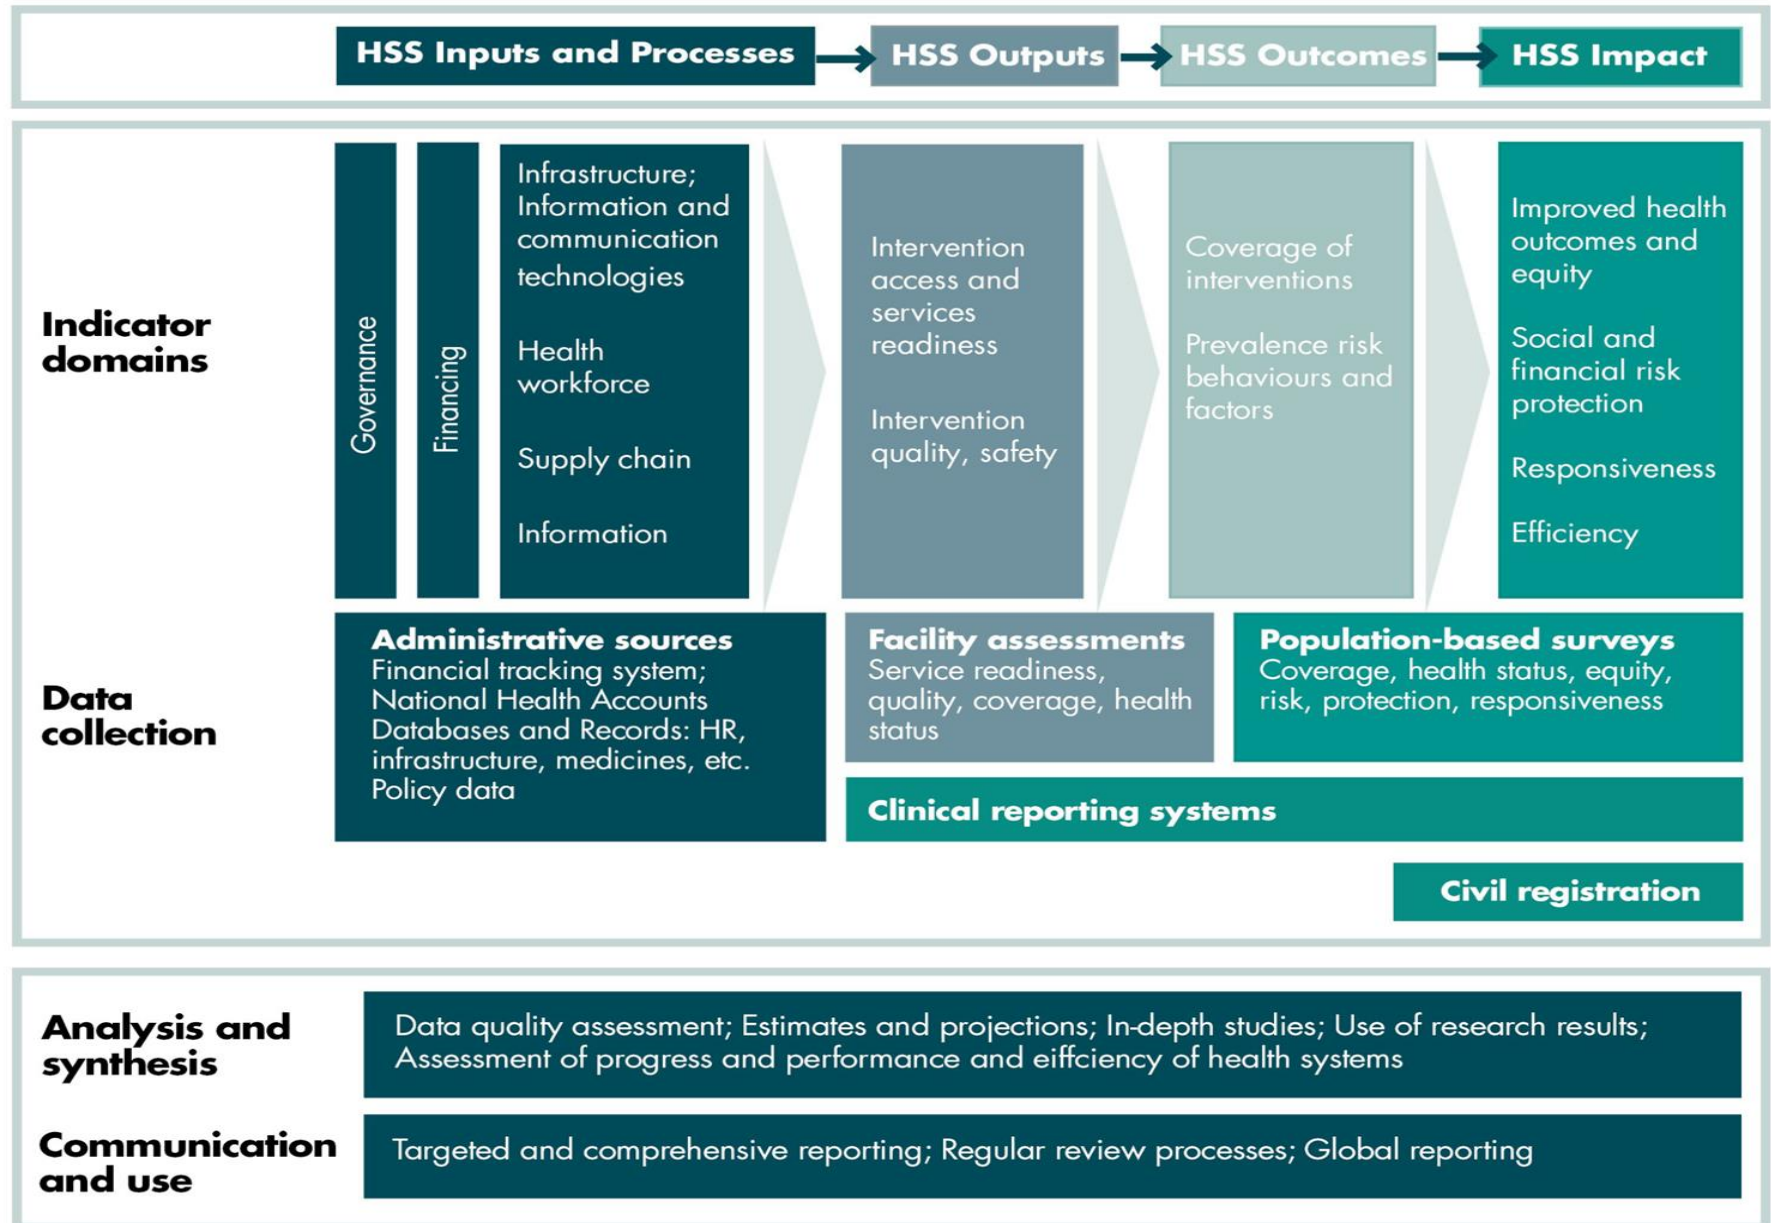 HSS Inputs and Processes
HSS Outputs
HSS Outcomes
HSS Impact
Indicator
domains
Governance
Financing
Infrastructure;
Information and
communication
technologies
Health
workforce
Supply chain
Information
Intervention
access and
services
readiness
Intervention
quality, safety
Coverage of
interventions
Prevalence risk
behaviours and
factors
Improved health
outcomes and
equity
Social and
financial risk
protection
Responsiveness
Efficiency
Data
collection
Administrative sources
Financial tracking system;
National Health Accounts
Databases and Records: HR,
infrastructure, medicines, etc.
Policy data
Facility assessments
Service readiness,
quality, coverage, health
status
Population-based surveys
Coverage, health status, equity,
risk, protection, responsiveness
Clinical reporting systems
Civil registration
Analysis and
synthesis
Data quality assessment; Estimates and projections; In-depth studies; Use of research results;
Assessment of progress and performance and eiffciency of health systems
Communication
and use
Targeted and comprehensive reporting; Regular review processes; Global reporting